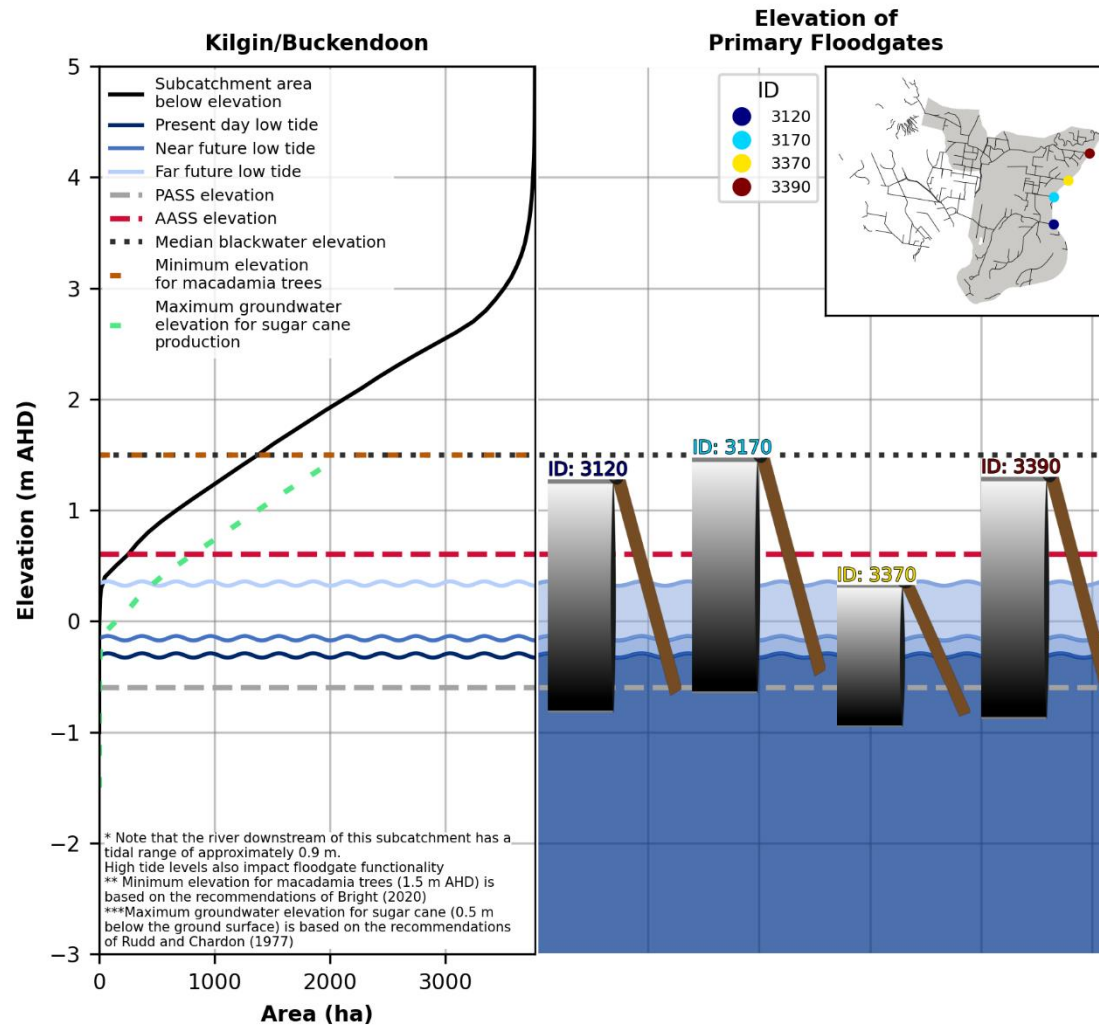 Kilgin/Buckendoon
Elevation of
Primary Floodgates
Elevation (m AHD)
5
4
3
2
1
0
−1
−2
−3
Subcatchment area
below elevation
Present day low tide
Near future low tide
Far future low tide
PASS elevation
AASS elevation
Median blackwater elevation
Minimum elevation
for macadamia trees
Maximum groundwater
elevation for sugar cane
production
* Note that the river downstream of this subcatchment has a
tidal range of approximately 0.9 m.
High tide levels also impact floodgate functionality
** Minimum elevation for macadamia trees (1.5 m AHD) is
based on the recommendations of Bright (2020)
***Maximum groundwater elevation for sugar cane (0.5 m
below the ground surface) is based on the recommendations
of Rudd and Chardon (1977)
0 1000 2000 3000
Area (ha)
ID
3120
3170
3370
3390
ID: 3120
ID: 3170
ID: 3370
ID: 3390